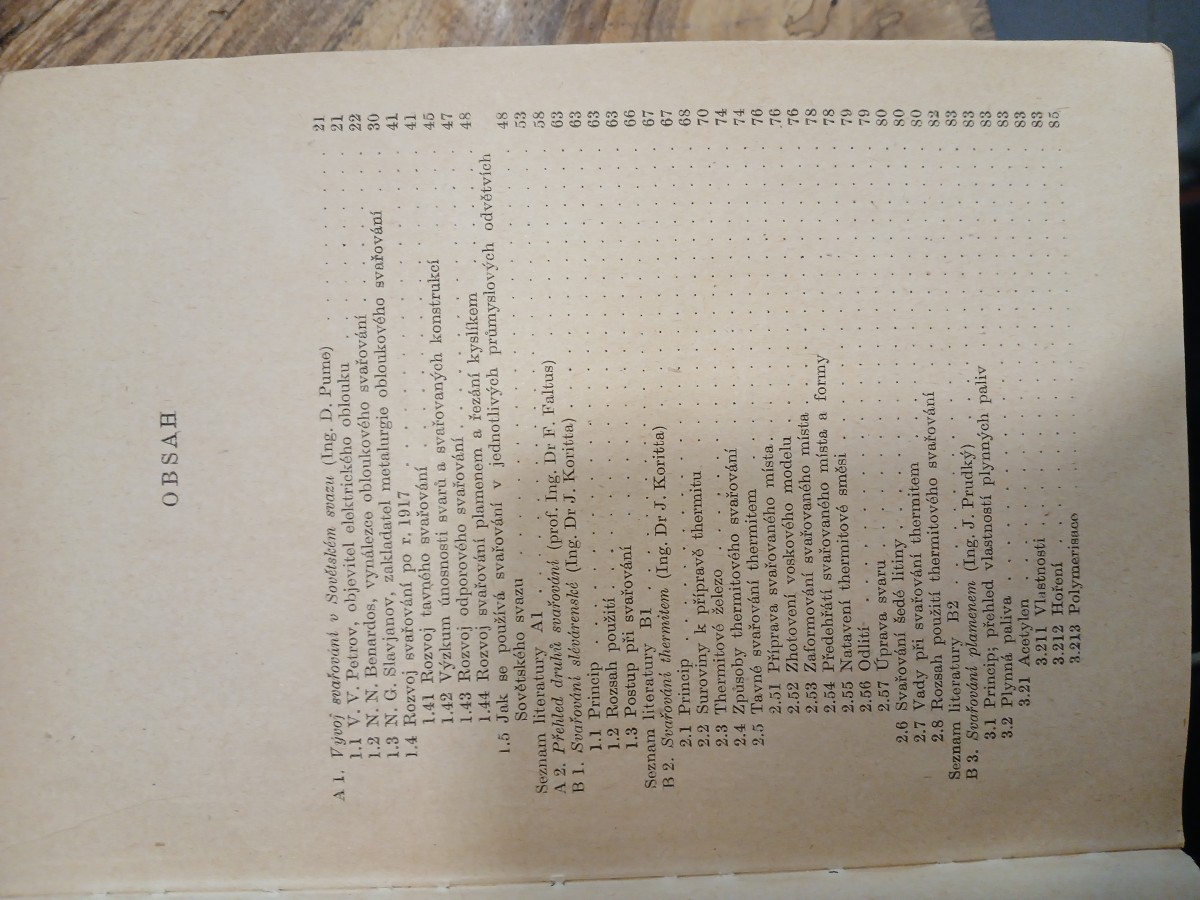 OBSAH
A 1. Vývoj svařování v Sovětském svazu (Ing. D. Pume) 21
1.1 V. V. Petrov, objevitel elektrického oblouku . . . . . 21
1.2 N. N. Benardos, vynálezce obloukového svařování . . . . . 22
1.3 N. G. Slavjanov, zakladatel metalurgie obloukového svařování 30
1.4 Rozvoj svařování po r. 1917 . . . . . 41
1.41 Rozvoj tavného svařování . . . . . 41
1.42 Výzkum únosnosti svarů a svařovaných konstrukcí . . . . . 45
1.43 Rozvoj odporového svařování . . . . . 47
1.44 Rozvoj svařování plamenem a řezání kyslíkem . . . . . 48
1.5 Jak se používá svařování v jednotlivých průmyslových odvětvích
Sovětského svazu . . . . . 48
Seznam literatury A1 . . . . . 53
A 2. Přehled druhů svařování (prof. Ing. Dr F. Faltus) . . . . . 58
B 1. Svařování slévárenské (Ing. Dr J. Koritta) . . . . . 63
1.1 Princip . . . . . 63
1.2 Rozsah použití . . . . . 63
1.3 Postup při svařování . . . . . 63
Seznam literatury B1 . . . . . 66
B 2. Svařování thermitem (Ing. Dr J. Koritta) . . . . . 67
2.1 Princip . . . . . 67
2.2 Suroviny k přípravě thermitu . . . . . 68
2.3 Thermitové železo . . . . . 70
2.4 Způsoby thermitového svařování . . . . . 74
2.5 Tavné svařování thermitem . . . . . 74
2.51 Příprava svařovaného místa . . . . . 76
2.52 Zhotovení voskového modelu . . . . . 76
2.53 Zaformování svařovaného místa . . . . . 76
2.54 Předehřátí svařovaného místa a formy . . . . . 78
2.55 Natavení thermitové směsi . . . . . 78
2.56 Odlití . . . . . 79
2.57 Úprava svaru . . . . . 79
2.6 Svařování šedé litiny . . . . . 80
2.7 Vady při svařování thermitem . . . . . 80
2.8 Rozsah použití thermitového svařování . . . . . 80
Seznam literatury B2 . . . . . 82
B 3. Svařování plamenem (Ing. J. Prudký) . . . . . 83
3.1 Princip; přehled vlastností plynných paliv . . . . . 83
3.2 Plynná paliva . . . . . 83
3.21 Acetylen . . . . . 83
3.211 Vlastnosti . . . . . 83
3.212 Hoření . . . . . 83
3.213 Polymerisace . . . . . 85